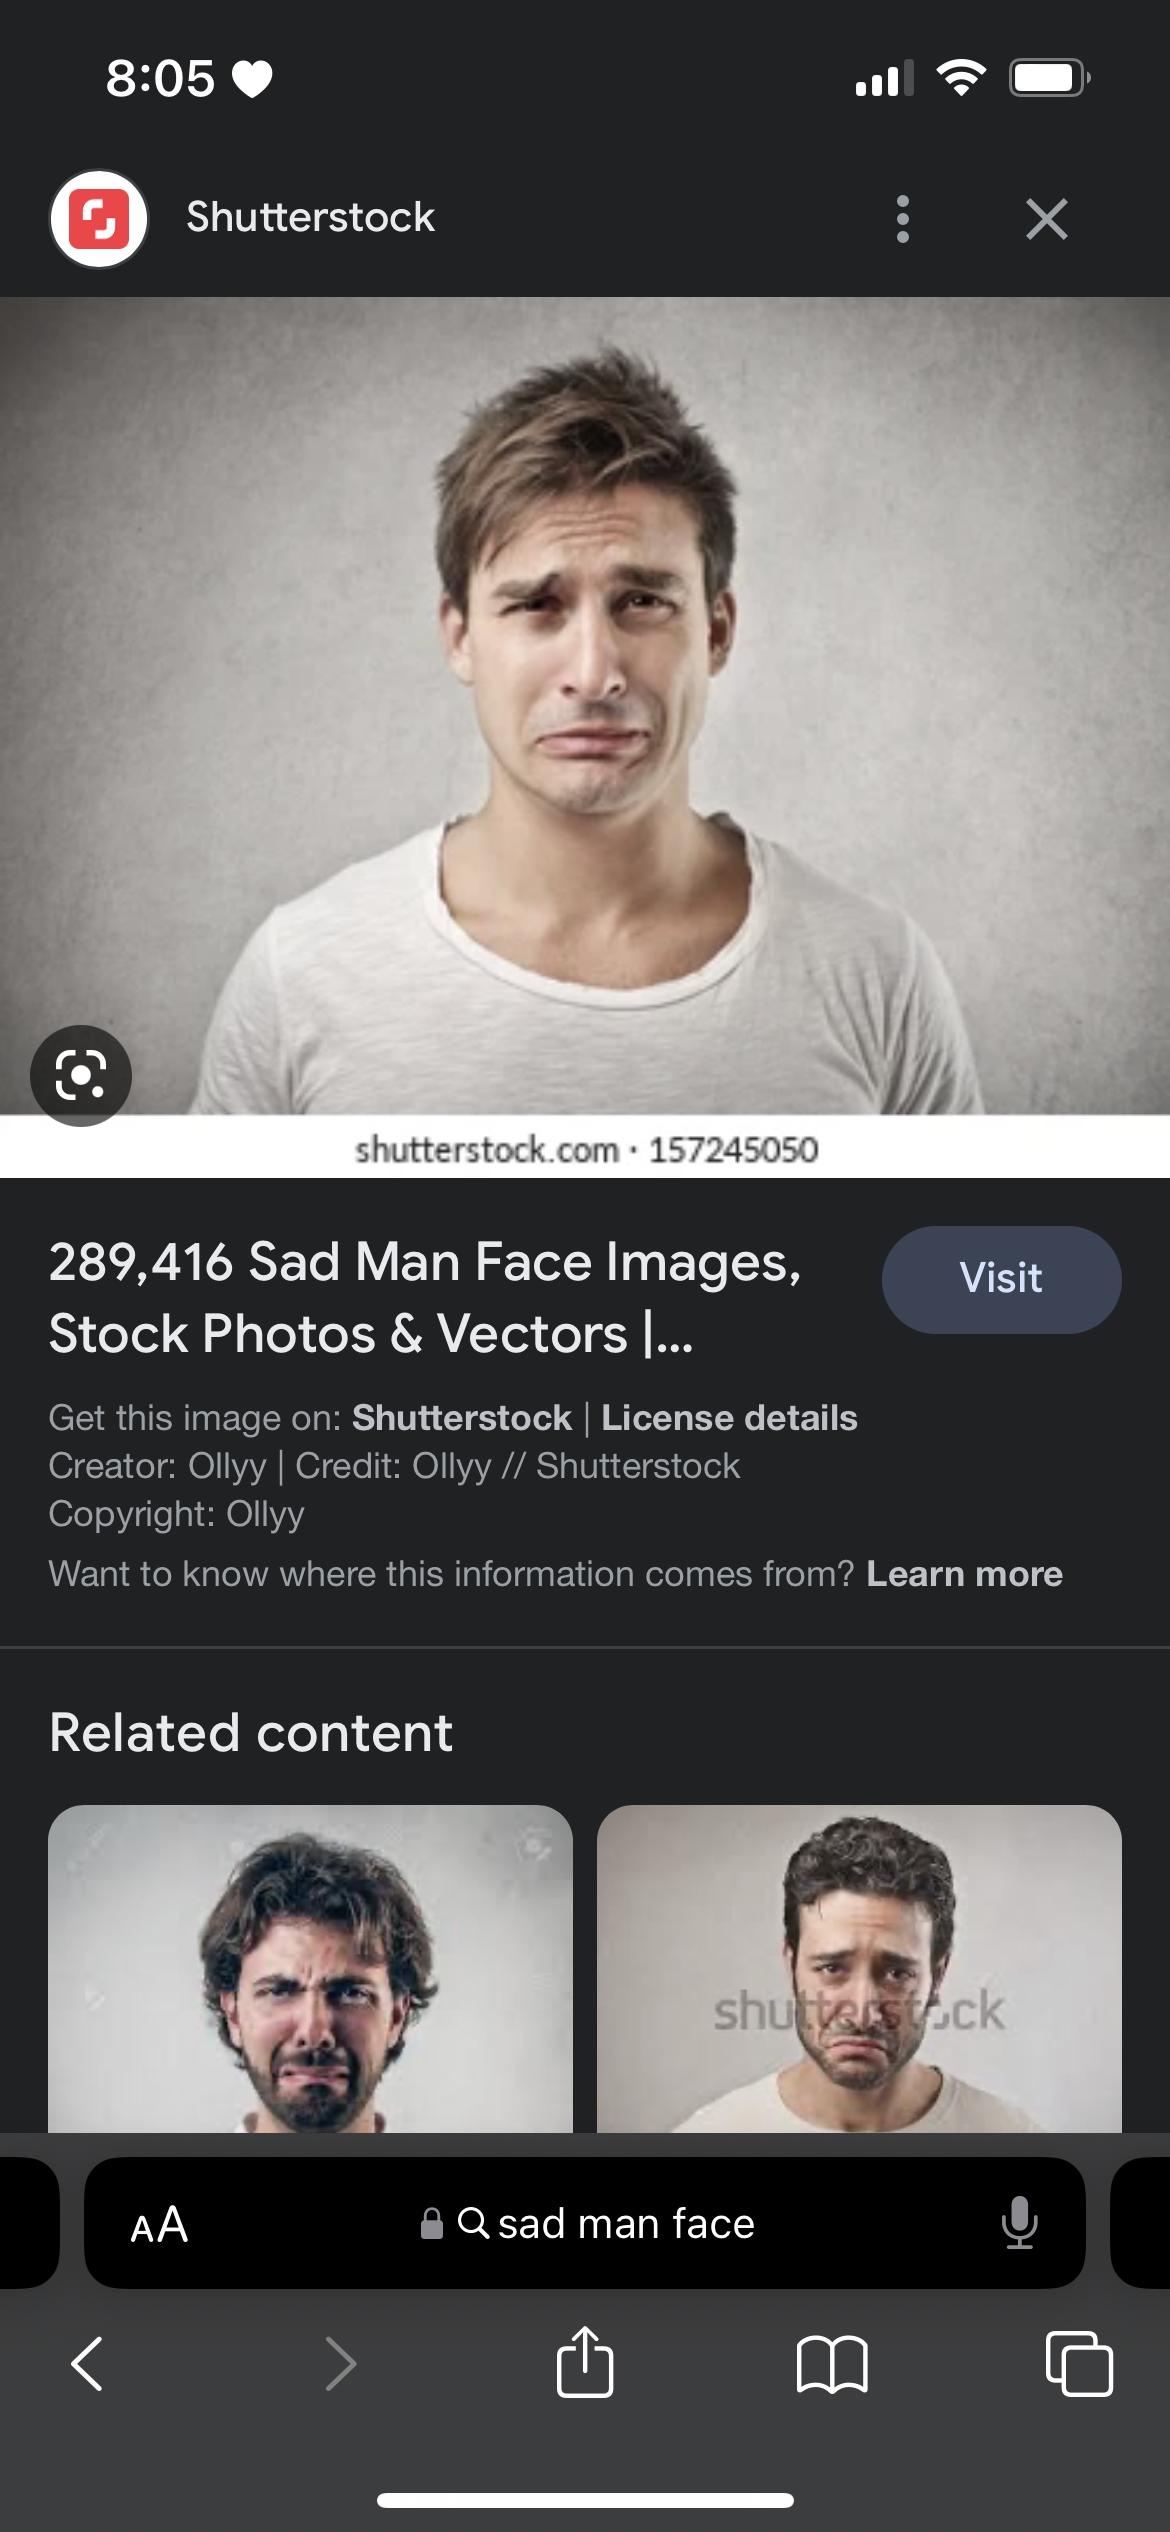 8:05
Shutterstock
shutterstock.com · 157245050
289,416 Sad Man Face Images,
Stock Photos & Vectors |...
Visit
Get this image on: Shutterstock | License details
Creator: Ollyy | Credit: Ollyy // Shutterstock
Copyright: Ollyy
Want to know where this information comes from? Learn more
Related content
shutterstock
AA
sad man face